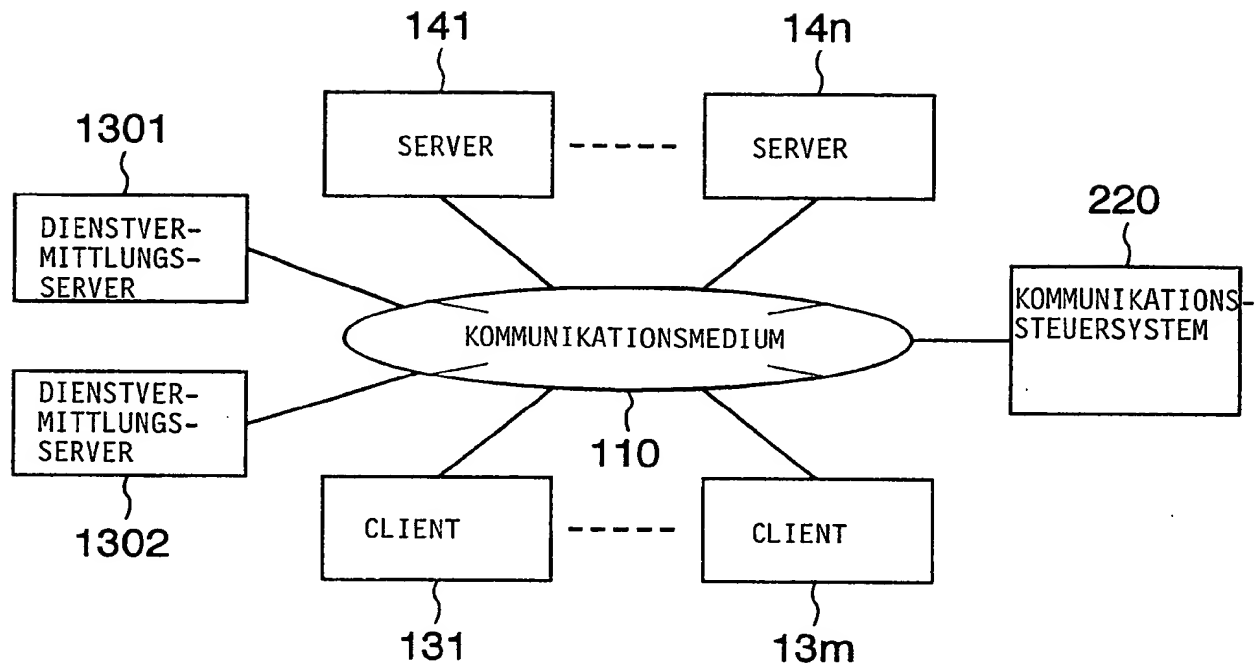 141
14n
1301
SERVER
SERVER
DIENSTVER-
MITTLUNGS-
SERVER
220
KOMMUNIKATIONS-
STEUERSYSTEM
KOMMUNIKATIONSMEDIUM
DIENSTVER-
MITTLUNGS-
SERVER
110
1302
CLIENT
CLIENT
131
13m